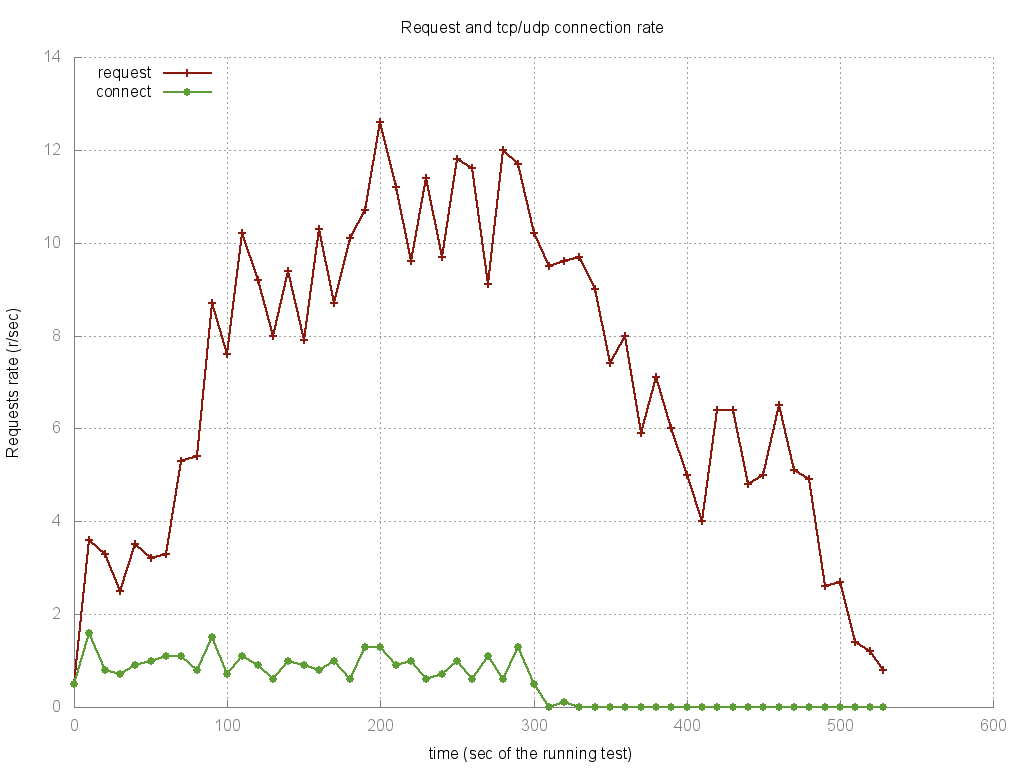 Request and tcp/udp connection rate
14
request
connect
12
10
8
6
4
2
0
Requests rate (r/sec)
0 100 200 300 400 500 600
time (sec of the running test)